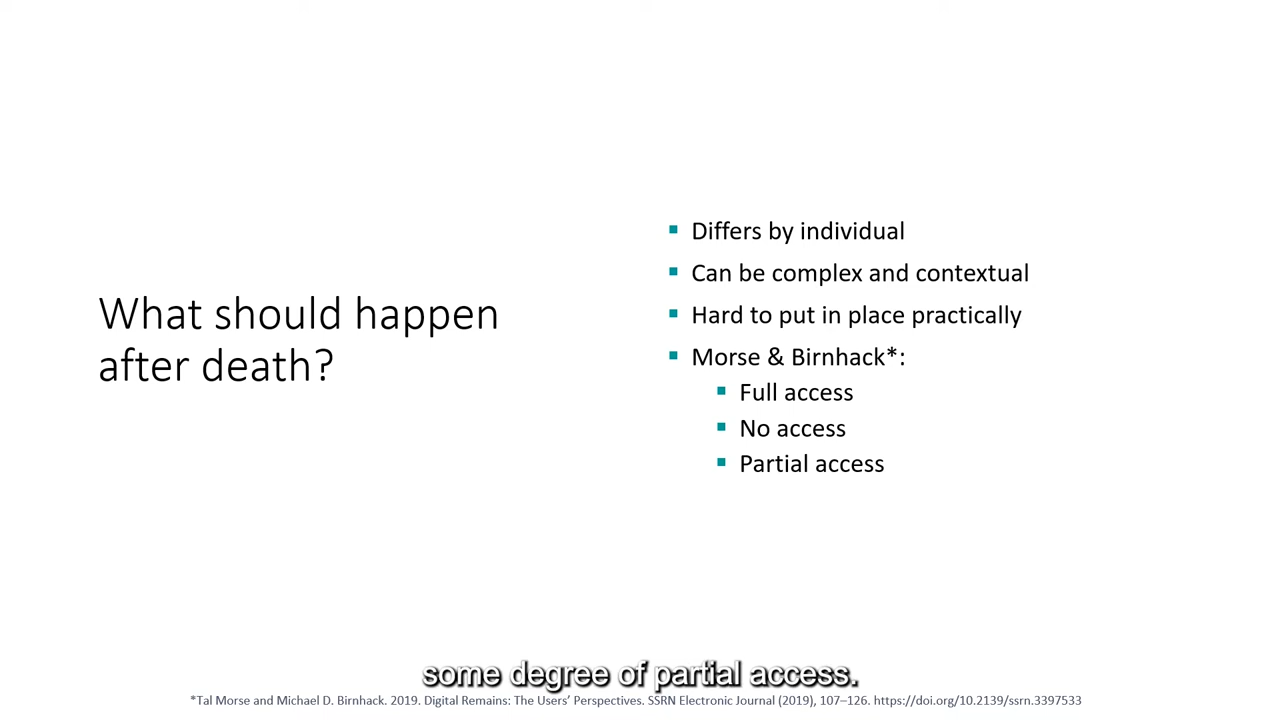 What should happen
after death?
▪ Differs by individual
▪ Can be complex and contextual
▪ Hard to put in place practically
▪ Morse & Birnhack*:
▪ Full access
▪ No access
▪ Partial access
some degree of partial access.
*Tal Morse and Michael D. Birnhack. 2019. Digital Remains: The Users’ Perspectives. SSRN Electronic Journal (2019), 107–126. https://doi.org/10.2139/ssrn.3397533